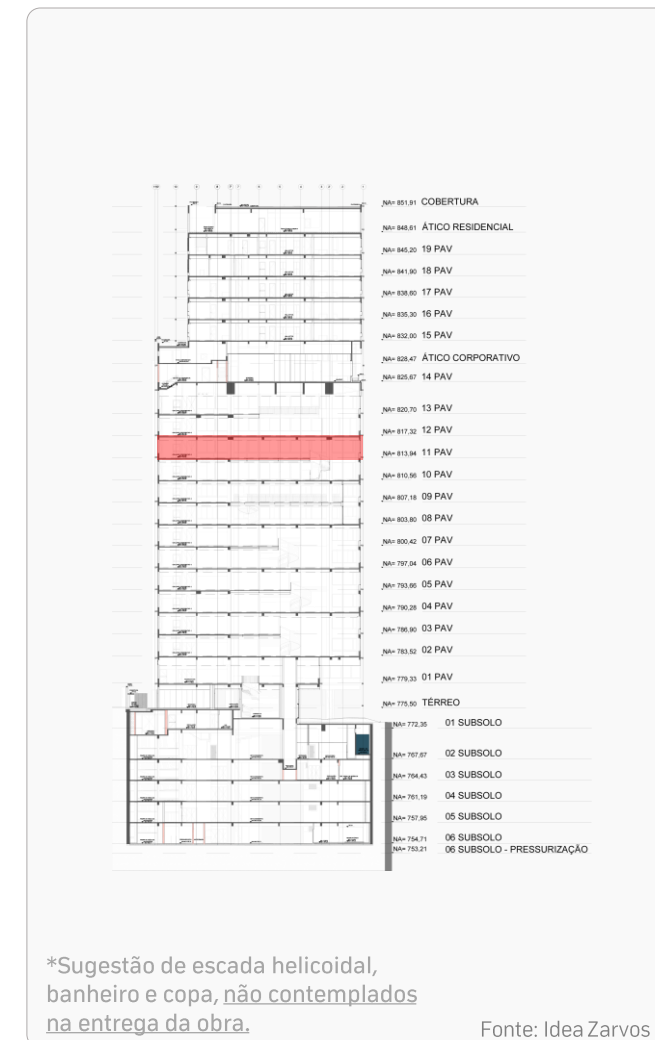 NA= 851,91 COBERTURA
NA= 848,61 ÁTICO RESIDENCIAL
NA= 845,20 19 PAV
NA= 841,90 18 PAV
NA= 838,60 17 PAV
NA= 835,30 16 PAV
NA= 832,00 15 PAV
NA= 828,47 ÁTICO CORPORATIVO
NA= 825,67 14 PAV
NA= 820,70 13 PAV
NA= 817,32 12 PAV
NA= 813,94 11 PAV
NA= 810,56 10 PAV
NA= 807,18 09 PAV
NA= 803,80 08 PAV
NA= 800,42 07 PAV
NA= 797,04 06 PAV
NA= 793,66 05 PAV
NA= 790,28 04 PAV
NA= 786,90 03 PAV
NA= 783,52 02 PAV
NA= 779,33 01 PAV
NA= 775,50 TÉRREO
NA= 772,35 01 SUBSOLO
NA= 767,67 02 SUBSOLO
NA= 764,43 03 SUBSOLO
NA= 761,19 04 SUBSOLO
NA= 757,95 05 SUBSOLO
NA= 754,71 06 SUBSOLO
NA= 753,21 06 SUBSOLO - PRESSURIZAÇÃO
*Sugestão de escada helicoidal,
banheiro e copa, não contemplados
na entrega da obra.
Fonte: Idea Zarvos